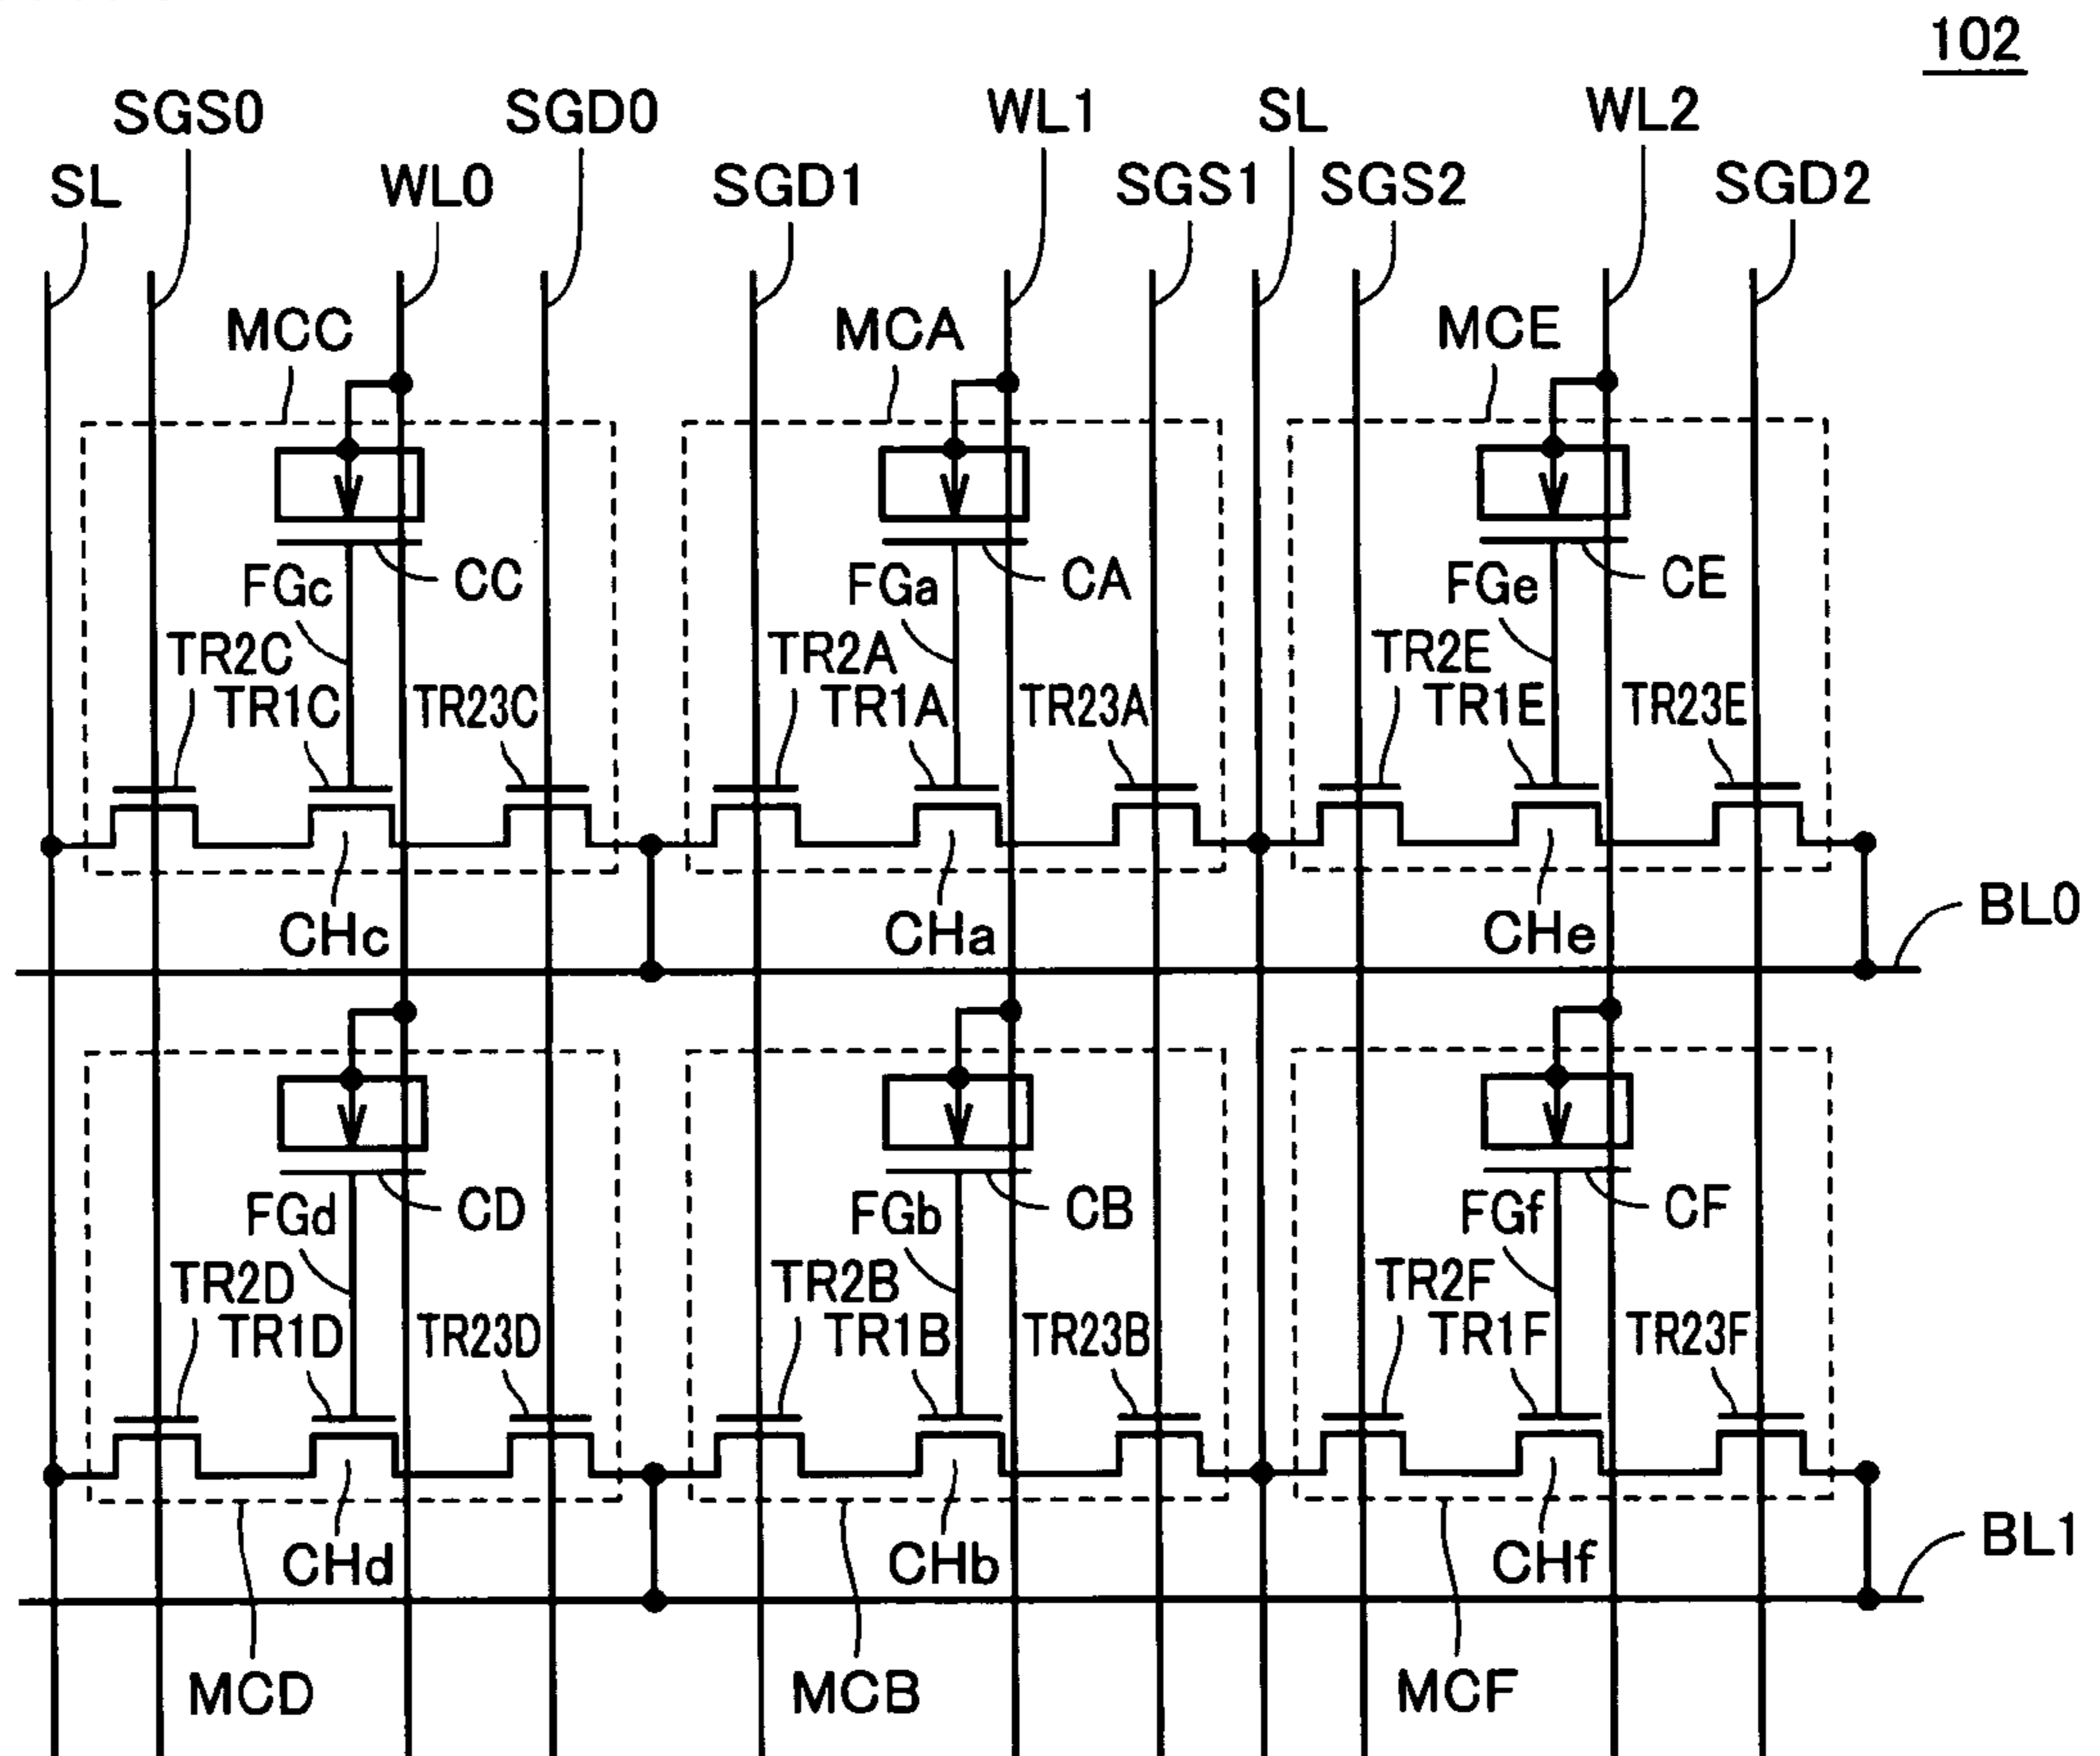 102
SGS0 SGD0 WL1 SL WL2
SL WL0 SGD1 SGS1 SGS2 SGD2
MCC MCA MCE
FGc CC FGa CA FGe CE
TR2C TR2A TR2E
TR1C TR23C TR1A TR23A TR1E TR23E
CHc CHa CHe BL0
FGd CD FGb CB FGf CF
TR2D TR2B TR2F
TR1D TR23D TR1B TR23B TR1F TR23F
CHd CHb CHf BL1
MCD MCB MCF